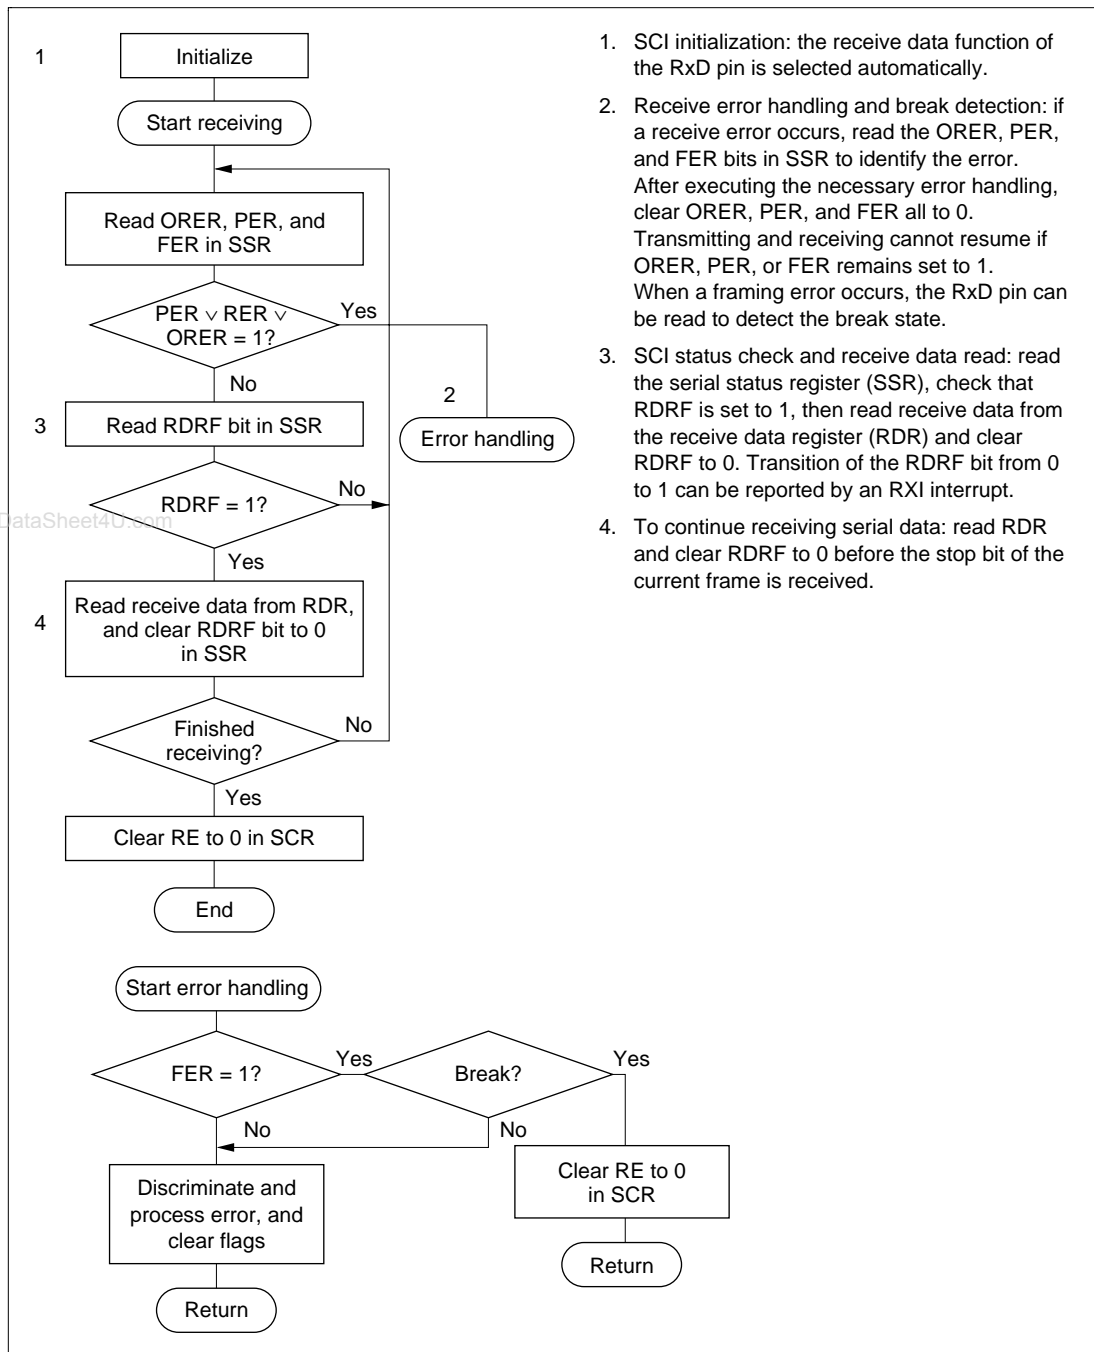 1
Initialize
Start receiving
Read ORER, PER, and
FER in SSR
PER ∨ RER ∨
ORER = 1?
Yes
No
2
Error handling
3
Read RDRF bit in SSR
RDRF = 1?
No
DataSheet4U.com
Yes
4
Read receive data from RDR,
and clear RDRF bit to 0
in SSR
Finished
receiving?
No
Yes
Clear RE to 0 in SCR
End
Start error handling
FER = 1?
Yes
Break?
Yes
No
No
Discriminate and
process error, and
clear flags
Return
Clear RE to 0
in SCR
Return
1. SCI initialization: the receive data function of
the RxD pin is selected automatically.
2. Receive error handling and break detection: if
a receive error occurs, read the ORER, PER,
and FER bits in SSR to identify the error.
After executing the necessary error handling,
clear ORER, PER, and FER all to 0.
Transmitting and receiving cannot resume if
ORER, PER, or FER remains set to 1.
When a framing error occurs, the RxD pin can
be read to detect the break state.
3. SCI status check and receive data read: read
the serial status register (SSR), check that
RDRF is set to 1, then read receive data from
the receive data register (RDR) and clear
RDRF to 0. Transition of the RDRF bit from 0
to 1 can be reported by an RXI interrupt.
4. To continue receiving serial data: read RDR
and clear RDRF to 0 before the stop bit of the
current frame is received.